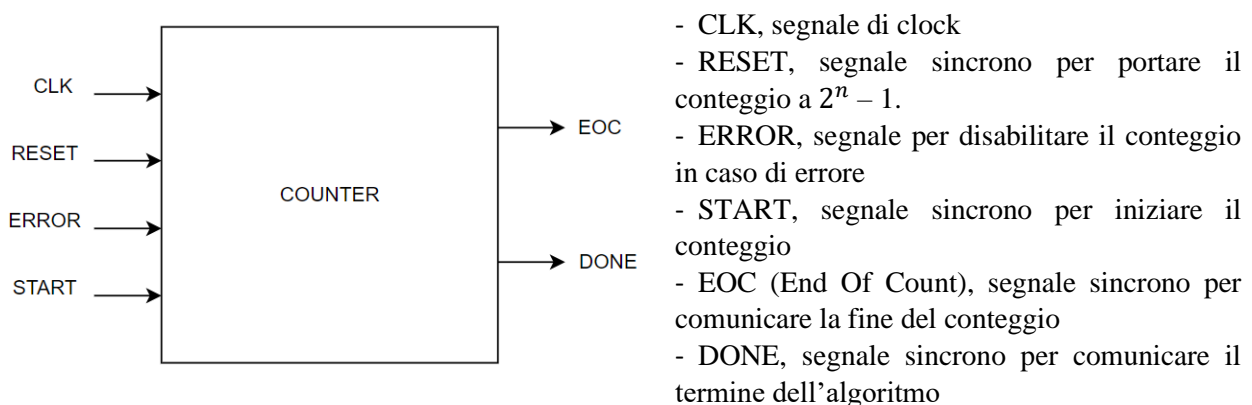 CLK
RESET
ERROR
START
COUNTER
EOC
DONE
- CLK, segnale di clock
- RESET, segnale sincrono per portare il
conteggio a 2ⁿ – 1.
- ERROR, segnale per disabilitare il conteggio
in caso di errore
- START, segnale sincrono per iniziare il
conteggio
- EOC (End Of Count), segnale sincrono per
comunicare la fine del conteggio
- DONE, segnale sincrono per comunicare il
termine dell’algoritmo